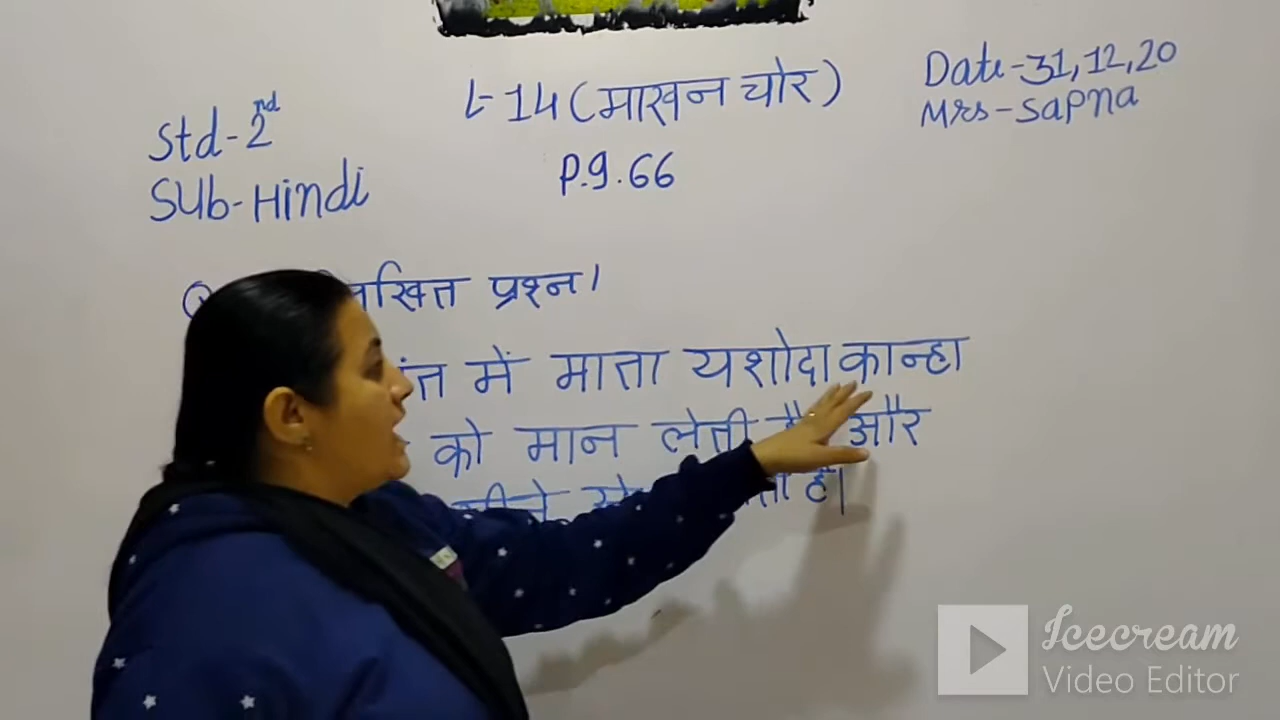 Std-2nd
Sub-Hindi
L-14 (माखन चोर)
P.g.66
Date-31,12,20
Mrs-Sapna
प्रश्न।
में माता यशोदा कान्हा
को मान लेती है और
है।
Icecream
Video Editor